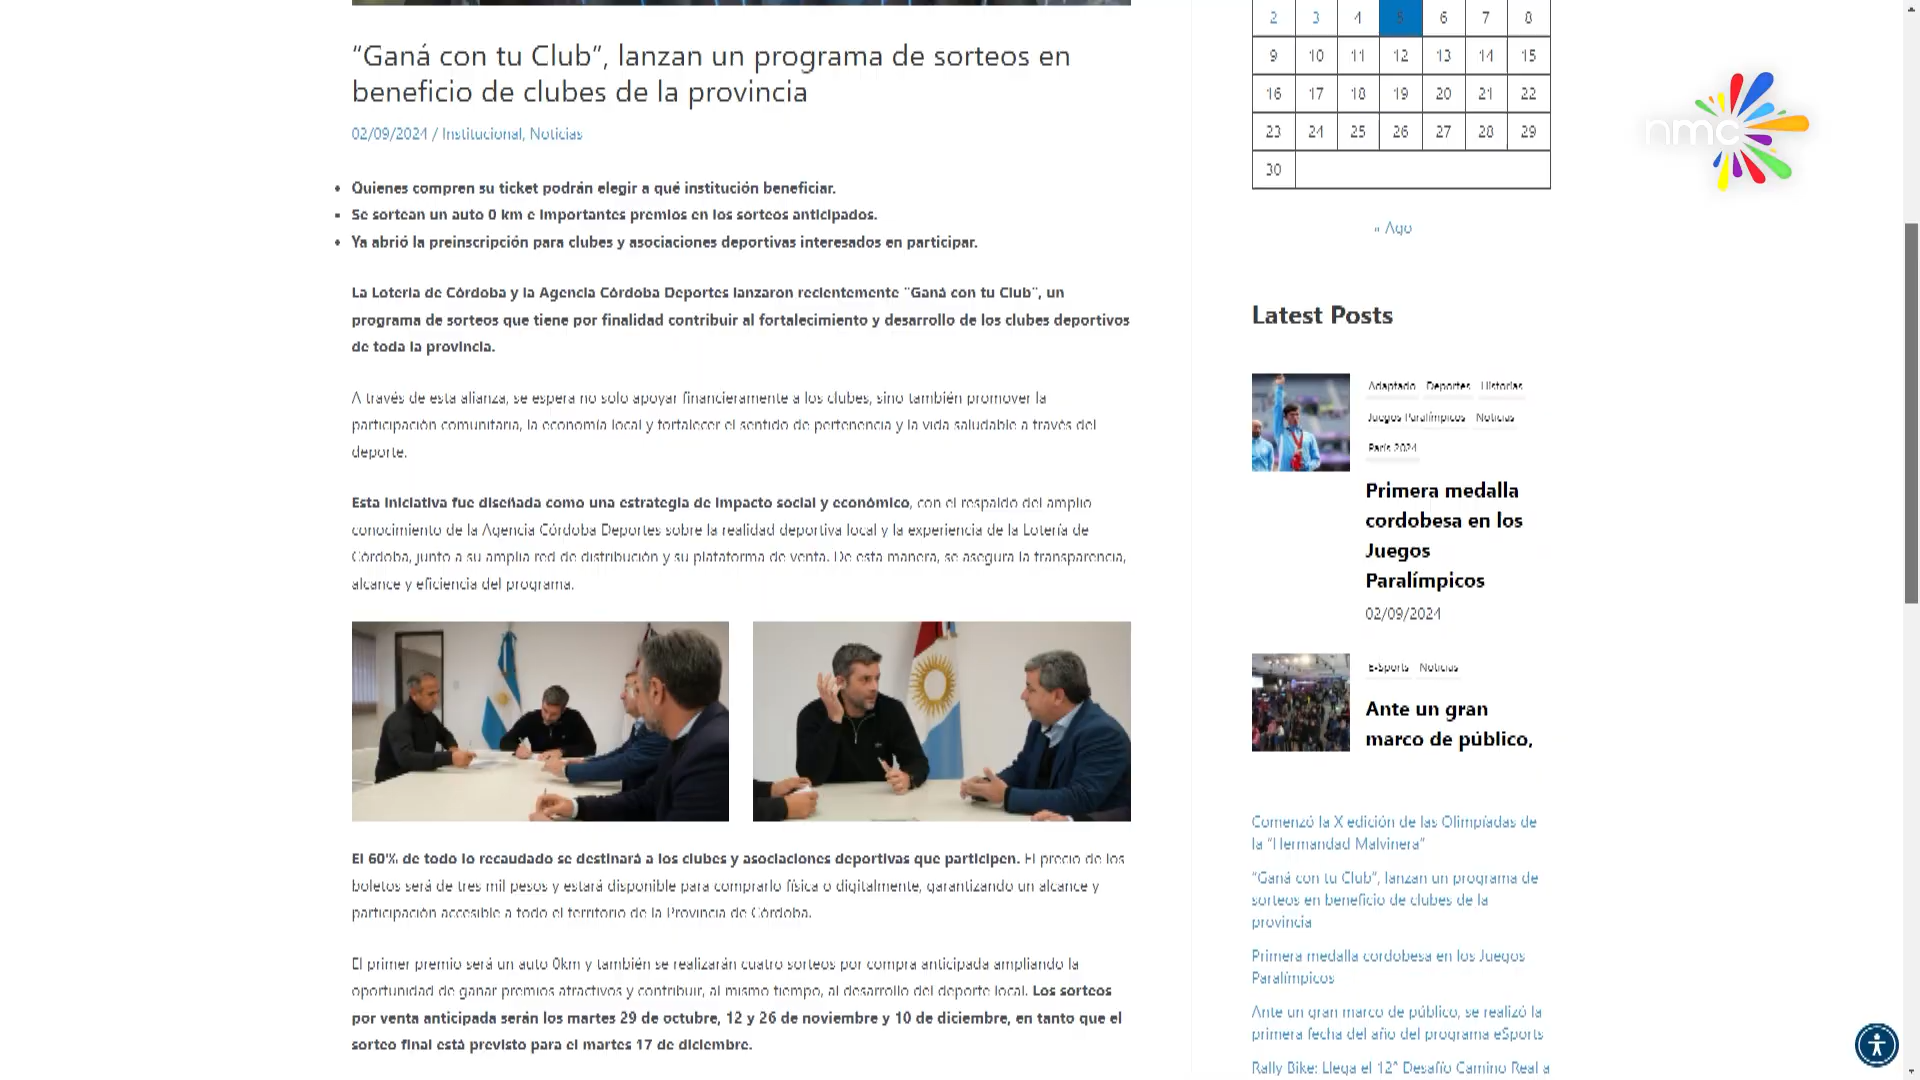 “Ganá con tu Club”, lanzan un programa de sorteos en
beneficio de clubes de la provincia
02/09/2024 / Institucional, Noticias
Quienes compren su ticket podrán elegir a qué institución beneficiar.
Se sortean un auto 0 km e importantes premios en los sorteos anticipados.
Ya abrió la preinscripción para clubes y asociaciones deportivas interesados en participar.
La Lotería de Córdoba y la Agencia Córdoba Deportes lanzaron recientemente “Ganá con tu Club”, un
programa de sorteos que tiene por finalidad contribuir al fortalecimiento y desarrollo de los clubes deportivos
de toda la provincia.
A través de esta alianza, se espera no solo apoyar financieramente a los clubes, sino también promover la
participación comunitaria, la economía local y fortalecer el sentido de pertenencia y la vida saludable a través del
deporte.
Esta iniciativa fue diseñada como una estrategia de impacto social y económico, con el respaldo del amplio
conocimiento de la Agencia Córdoba Deportes sobre la realidad deportiva local y la experiencia de la Lotería de
Córdoba, junto a su amplia red de distribución y su plataforma de venta. De esta manera, se asegura la transparencia,
alcance y eficiencia del programa.
El 60% de todo lo recaudado se destinará a los clubes y asociaciones deportivas que participen. El precio de los
boletos será de tres mil pesos y estará disponible para comprarlo física o digitalmente, garantizando un alcance y
participación accesible a todo el territorio de la Provincia de Córdoba.
El primer premio será un auto 0km y también se realizarán cuatro sorteos por compra anticipada ampliando la
oportunidad de ganar premios atractivos y contribuir, al mismo tiempo, al desarrollo del deporte local. Los sorteos
por venta anticipada serán los martes 29 de octubre, 12 y 26 de noviembre y 10 de diciembre, en tanto que el
sorteo final está previsto para el martes 17 de diciembre.
2 3 4 5 6 7 8
9 10 11 12 13 14 15
16 17 18 19 20 21 22
23 24 25 26 27 28 29
30
« Ago
Latest Posts
Adaptado Deportes Historias
Juegos Paralímpicos Noticias
París 2024
Primera medalla
cordobesa en los
Juegos
Paralímpicos
02/09/2024
E-Sports Noticias
Ante un gran
marco de público,
Comenzó la X edición de las Olimpíadas de
la “Hermandad Malvinera”
“Ganá con tu Club”, lanzan un programa de
sorteos en beneficio de clubes de la
provincia
Primera medalla cordobesa en los Juegos
Paralímpicos
Ante un gran marco de público, se realizó la
primera fecha del año del programa eSports
Rally Bike: Llega el 12° Desafío Camino Real a
nmc